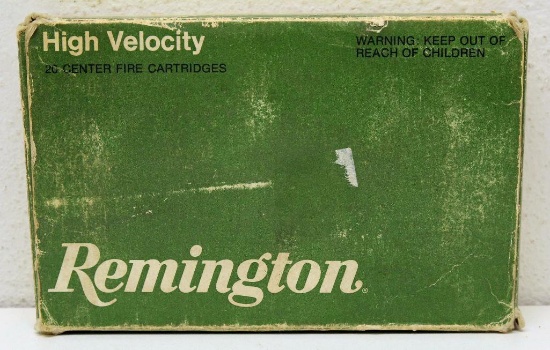 High Velocity
20 CENTER FIRE CARTRIDGES
WARNING: KEEP OUT OF
REACH OF CHILDREN
Remington®